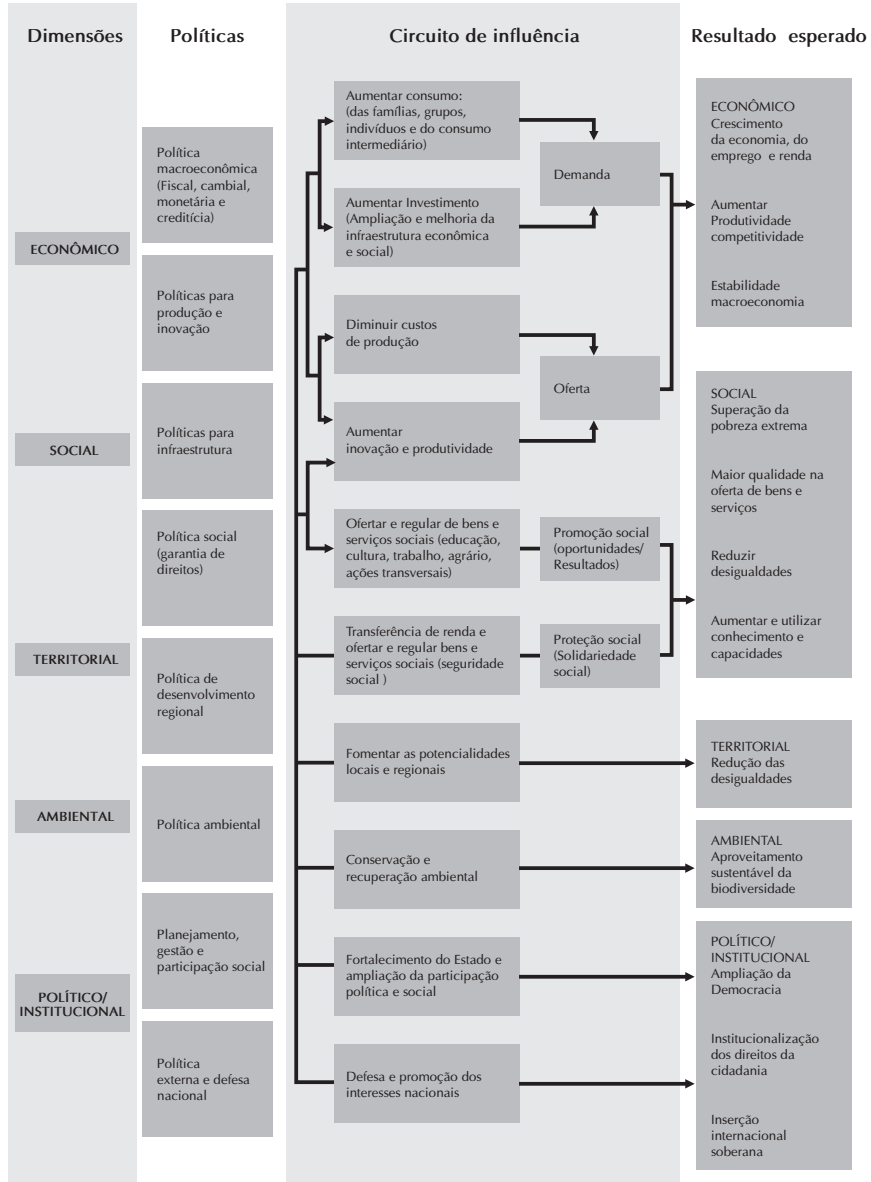 Dimensões
Políticas
Circuito de influência
Resultado esperado
ECONÔMICO
SOCIAL
TERRITORIAL
AMBIENTAL
POLÍTICO/
INSTITUCIONAL
Política
macroeconômica
(Fiscal, cambial,
monetária e
creditícia)
Políticas para
produção e
inovação
Políticas para
infraestrutura
Política social
(garantia de
direitos)
Política de
desenvolvimento
regional
Política ambiental
Planejamento,
gestão e
participação social
Política
externa e defesa
nacional
Aumentar consumo:
(das famílias, grupos,
indivíduos e do consumo
intermediário)
Aumentar Investimento
(Ampliação e melhoria da
infraestrutura econômica
e social)
Demanda
Diminuir custos
de produção
Aumentar
inovação e produtividade
Oferta
Ofertar e regular de bens e
serviços sociais (educação,
cultura, trabalho, agrário,
ações transversais)
Promoção social
(oportunidades/
Resultados)
Transferência de renda e
ofertar e regular bens e
serviços sociais (seguridade
social )
Proteção social
(Solidariedade
social)
Fomentar as potencialidades
locais e regionais
Conservação e
recuperação ambiental
Fortalecimento do Estado e
ampliação da participação
política e social
Defesa e promoção dos
interesses nacionais
ECONÔMICO
Crescimento
da economia, do
emprego e renda
Aumentar
Produtividade
competitividade
Estabilidade
macroeconomia
SOCIAL
Superação da
pobreza extrema
Maior qualidade na
oferta de bens e
serviços
Reduzir
desigualdades
Aumentar e utilizar
conhecimento e
capacidades
TERRITORIAL
Redução das
desigualdades
AMBIENTAL
Aproveitamento
sustentável da
biodiversidade
POLÍTICO/
INSTITUCIONAL
Ampliação da
Democracia
Institucionalização
dos direitos da
cidadania
Inserção
internacional
soberana